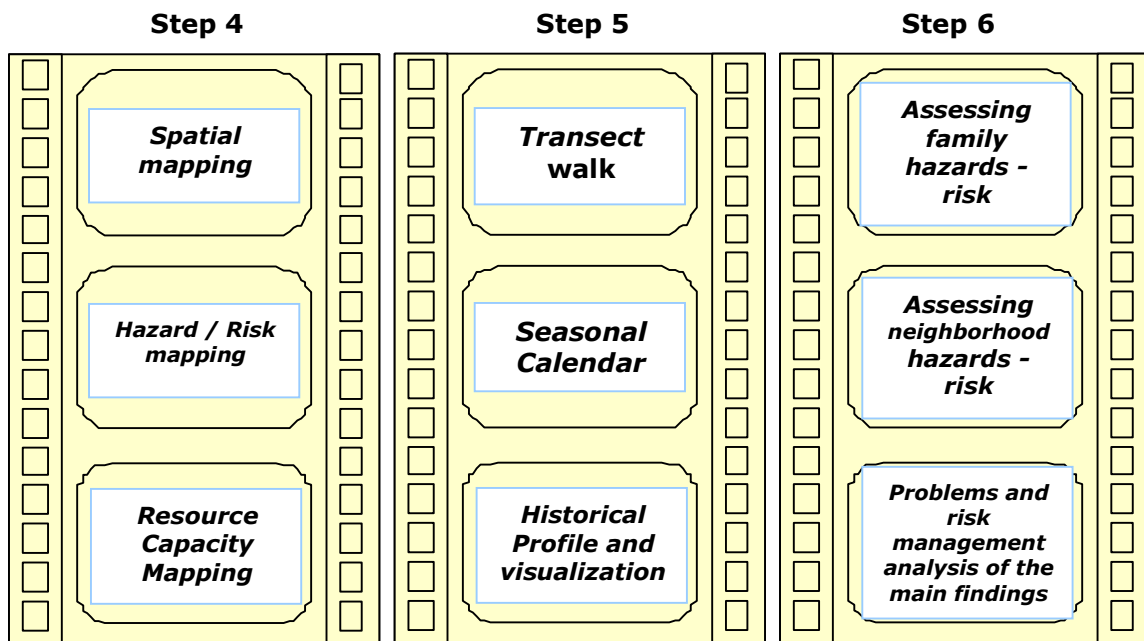 Step 4
Spatial
mapping
Hazard / Risk
mapping
Resource
Capacity
Mapping
Step 5
Transect
walk
Seasonal
Calendar
Historical
Profile and
visualization
Step 6
Assessing
family
hazards -
risk
Assessing
neighborhood
hazards -
risk
Problems and
risk
management
analysis of the
main findings